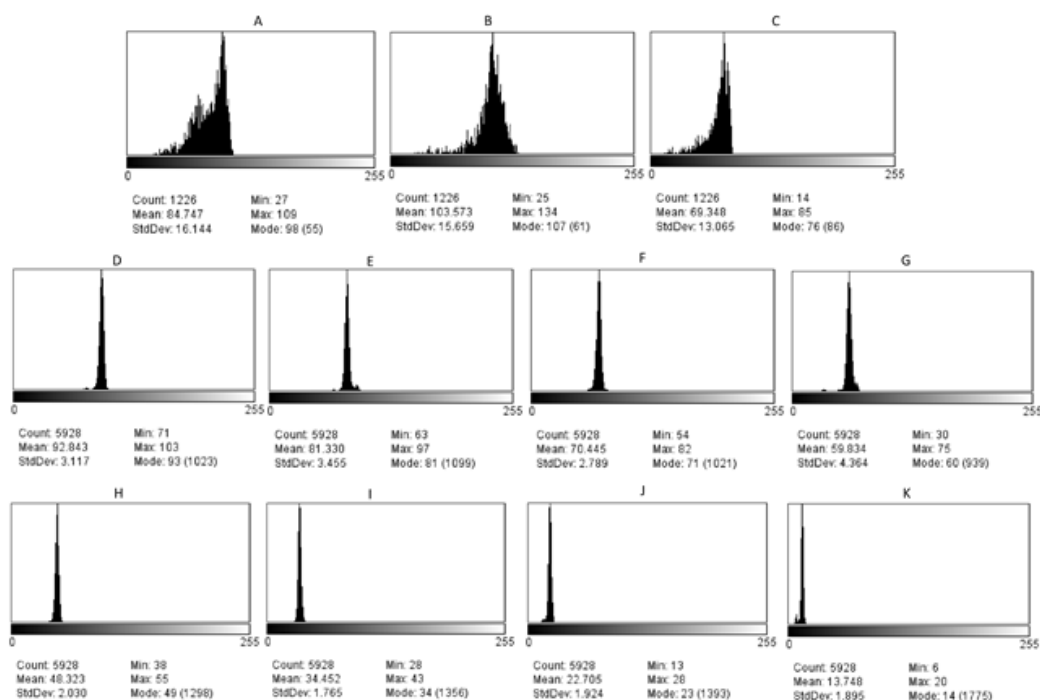 A B C
0 255 0 255 0 255
Count: 1226 Min: 27 Count: 1226 Min: 25 Count: 1226 Min: 14
Mean: 84.747 Max: 109 Mean: 103.573 Max: 134 Mean: 69.348 Max: 85
StdDev: 16.144 Mode: 98 (55) StdDev: 15.659 Mode: 107 (61) StdDev: 13.065 Mode: 76 (86)
D E F G
0 255 0 255 0 255 0 255
Count: 5928 Min: 71 Count: 5928 Min: 63 Count: 5928 Min: 54 Count: 5928 Min: 30
Mean: 92.843 Max: 103 Mean: 81.330 Max: 97 Mean: 70.445 Max: 82 Mean: 59.834 Max: 75
StdDev: 3.117 Mode: 93 (1023) StdDev: 3.455 Mode: 81 (1099) StdDev: 2.789 Mode: 71 (1021) StdDev: 4.364 Mode: 60 (939)
H I J K
0 255 0 255 0 255 0 255
Count: 5928 Min: 38 Count: 5928 Min: 28 Count: 5928 Min: 13 Count: 5928 Min: 6
Mean: 48.323 Max: 55 Mean: 34.452 Max: 43 Mean: 22.705 Max: 28 Mean: 13.748 Max: 20
StdDev: 2.030 Mode: 49 (1298) StdDev: 1.765 Mode: 34 (1356) StdDev: 1.924 Mode: 23 (1393) StdDev: 1.895 Mode: 14 (1775)